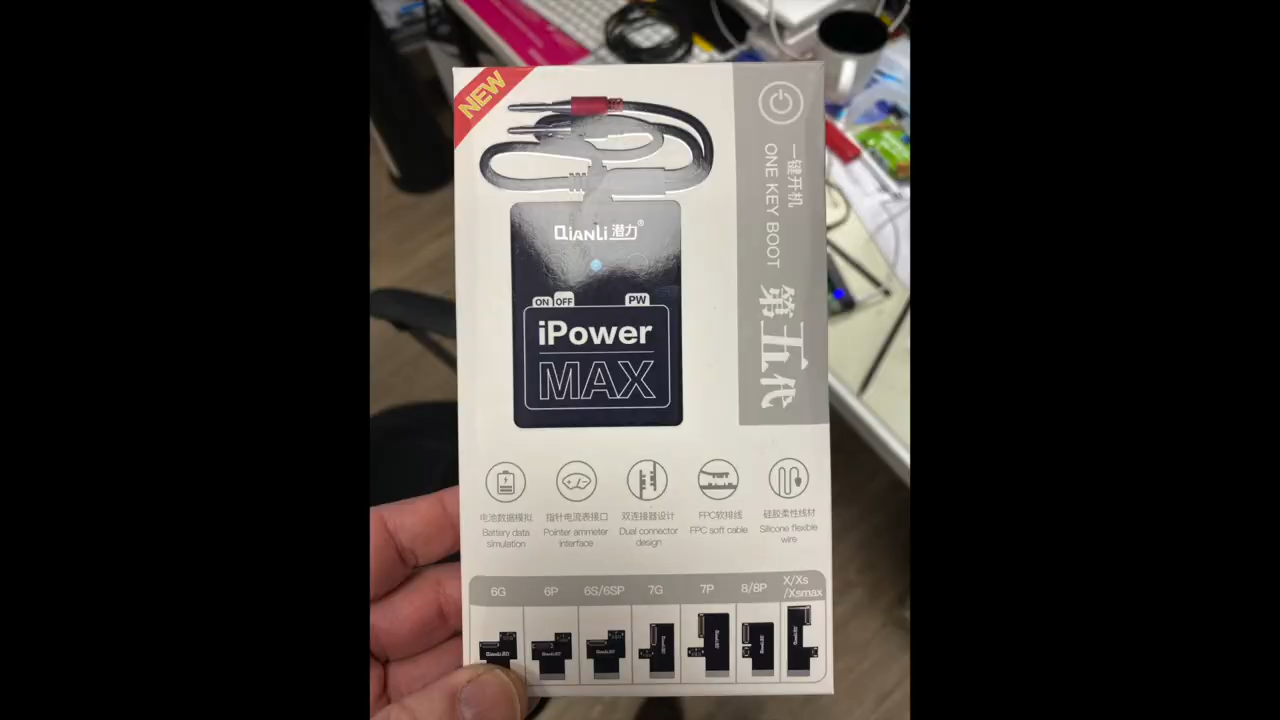 NEW
一键开机
ONE KEY BOOT
第五代
QIANLI 潜力®
ON OFF PW
iPower
MAX
电池数据模拟
Battery data
simulation
指针电流表接口
Pointer ammeter
interface
双连接器设计
Dual connector
design
FPC软排线
FPC soft cable
硅胶柔性线材
Silicone flexible
wire
6G 6P 6S/6SP 7G 7P 8/8P X/Xs
/Xsmax
QianLi QianLi QianLi